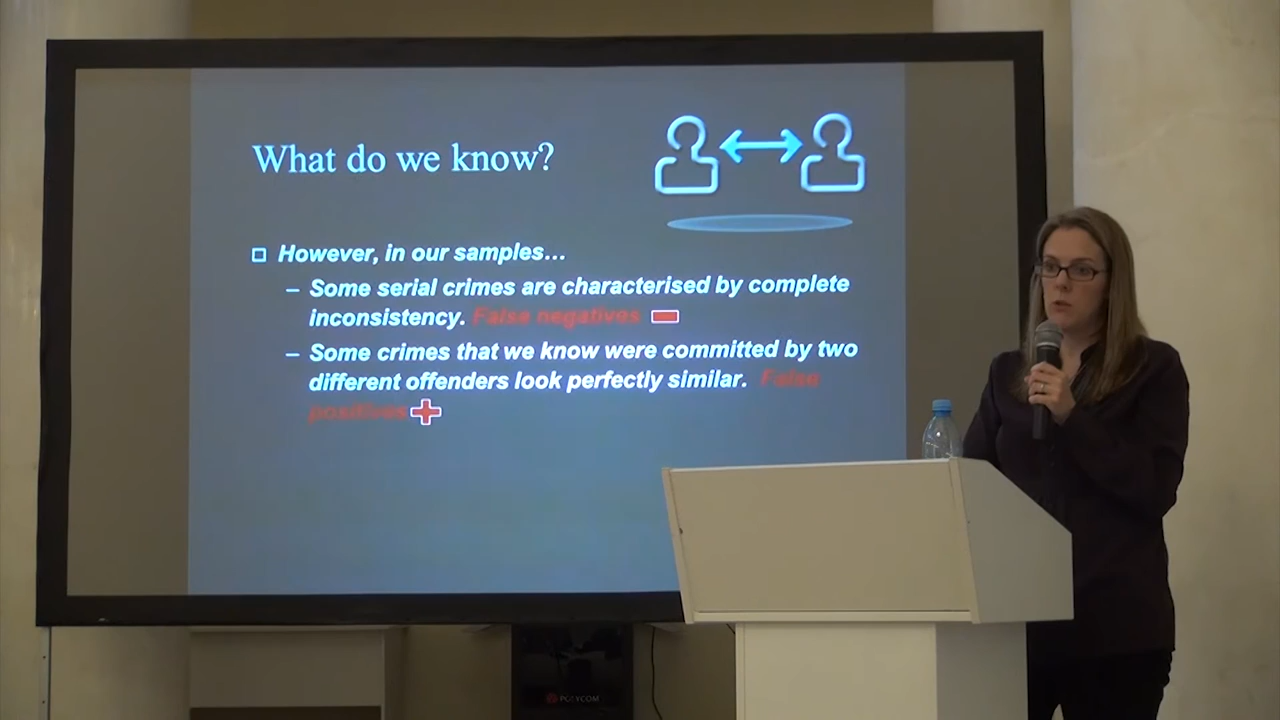 What do we know?
However, in our samples…
– Some serial crimes are characterised by complete
inconsistency. False negatives
– Some crimes that we know were committed by two
different offenders look perfectly similar. False
positives
POLYCOM